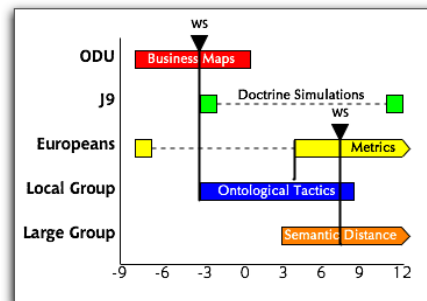 WS
ODU
Business Maps
J9
Doctrine Simulations
WS
Europeans
Metrics
Local Group
Ontological Tactics
Large Group
Semantic Distance
-9 -6 -3 0 3 6 9 12